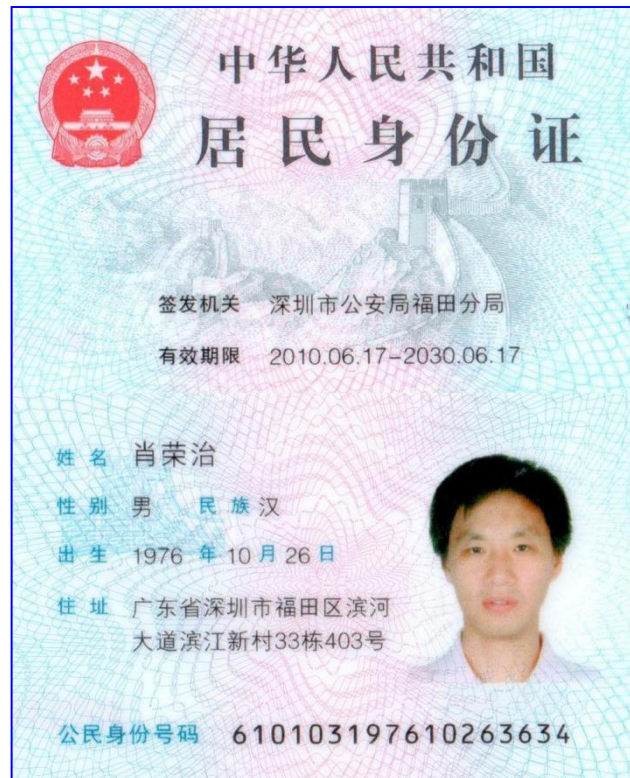 中华人民共和国
居民身份证
签发机关 深圳市公安局福田分局
有效期限 2010.06.17-2030.06.17
姓名 肖荣治
性别 男 民族 汉
出生 1976 年 10 月 26 日
住址 广东省深圳市福田区滨河
大道滨江新村33栋403号
公民身份号码 610103197610263634